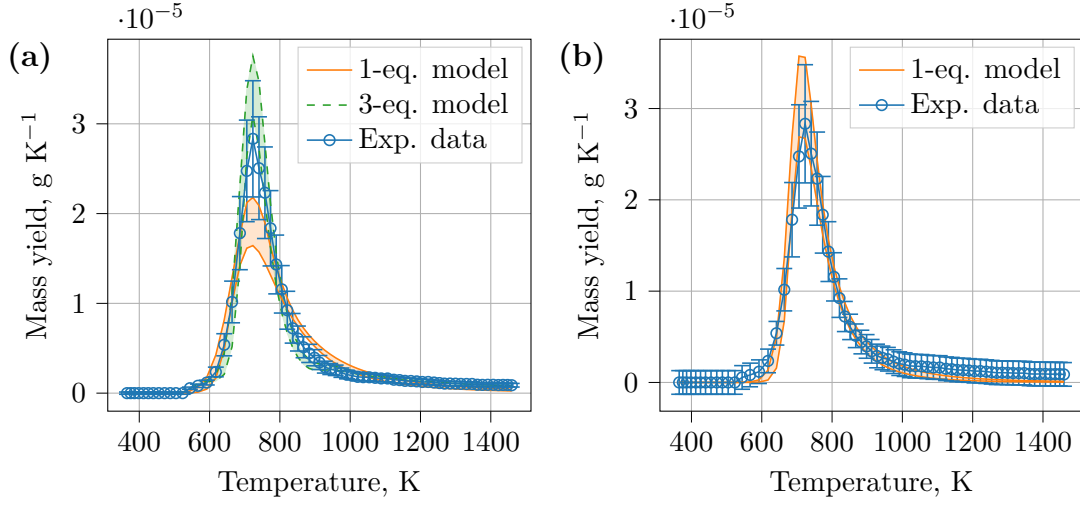 (a)
·10⁻⁵
Mass yield, g K⁻¹
3
2
1
0
1-eq. model
3-eq. model
Exp. data
400 600 800 1000 1200 1400
Temperature, K
(b)
·10⁻⁵
Mass yield, g K⁻¹
3
2
1
0
1-eq. model
Exp. data
400 600 800 1000 1200 1400
Temperature, K